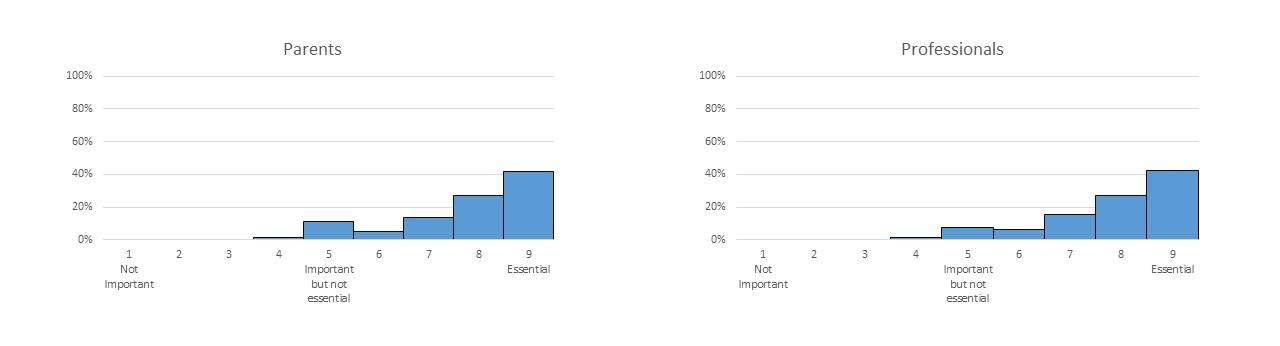 Parents
100%
80%
60%
40%
20%
0%
1 2 3 4 5 6 7 8 9
Not Important but not Essential
Important
essential
Professionals
100%
80%
60%
40%
20%
0%
1 2 3 4 5 6 7 8 9
Not Important Essential
Important but not
essential